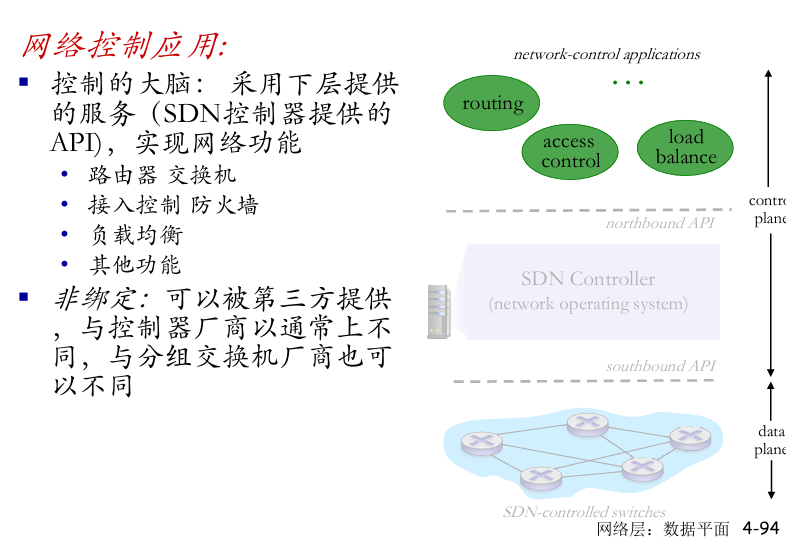 网络控制应用:
▪ 控制的大脑： 采用下层提供
的服务（SDN控制器提供的
API)，实现网络功能
• 路由器 交换机
• 接入控制 防火墙
• 负载均衡
• 其他功能
▪ 非绑定：可以被第三方提供
，与控制器厂商以通常上不
同，与分组交换机厂商也可
以不同
network-control applications
...
routing
access
control
load
balance
northbound API
SDN Controller
(network operating system)
southbound API
SDN-controlled switches
contro
plane
data
plane
网络层：数据平面 4-94